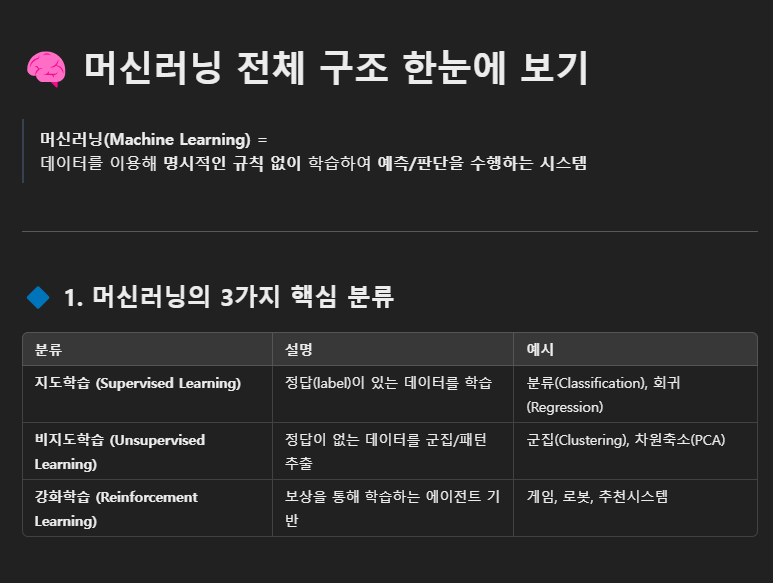 🧠 머신러닝 전체 구조 한눈에 보기
머신러닝(Machine Learning) =
데이터를 이용해 명시적인 규칙 없이 학습하여 예측/판단을 수행하는 시스템
🔷 1. 머신러닝의 3가지 핵심 분류
분류 설명 예시
지도학습 (Supervised Learning) 정답(label)이 있는 데이터를 학습 분류(Classification), 회귀
(Regression)
비지도학습 (Unsupervised
Learning)
정답이 없는 데이터를 군집/패턴
추출
군집(Clustering), 차원축소(PCA)
강화학습 (Reinforcement
Learning)
보상을 통해 학습하는 에이전트 기
반
게임, 로봇, 추천시스템